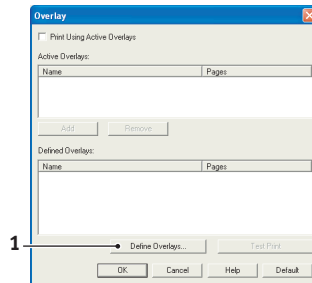 Overlay
Print Using Active Overlays
Active Overlays:
Name Pages
Add Remove
Defined Overlays:
Name Pages
1 Define Overlays... Test Print
OK Cancel Help Default